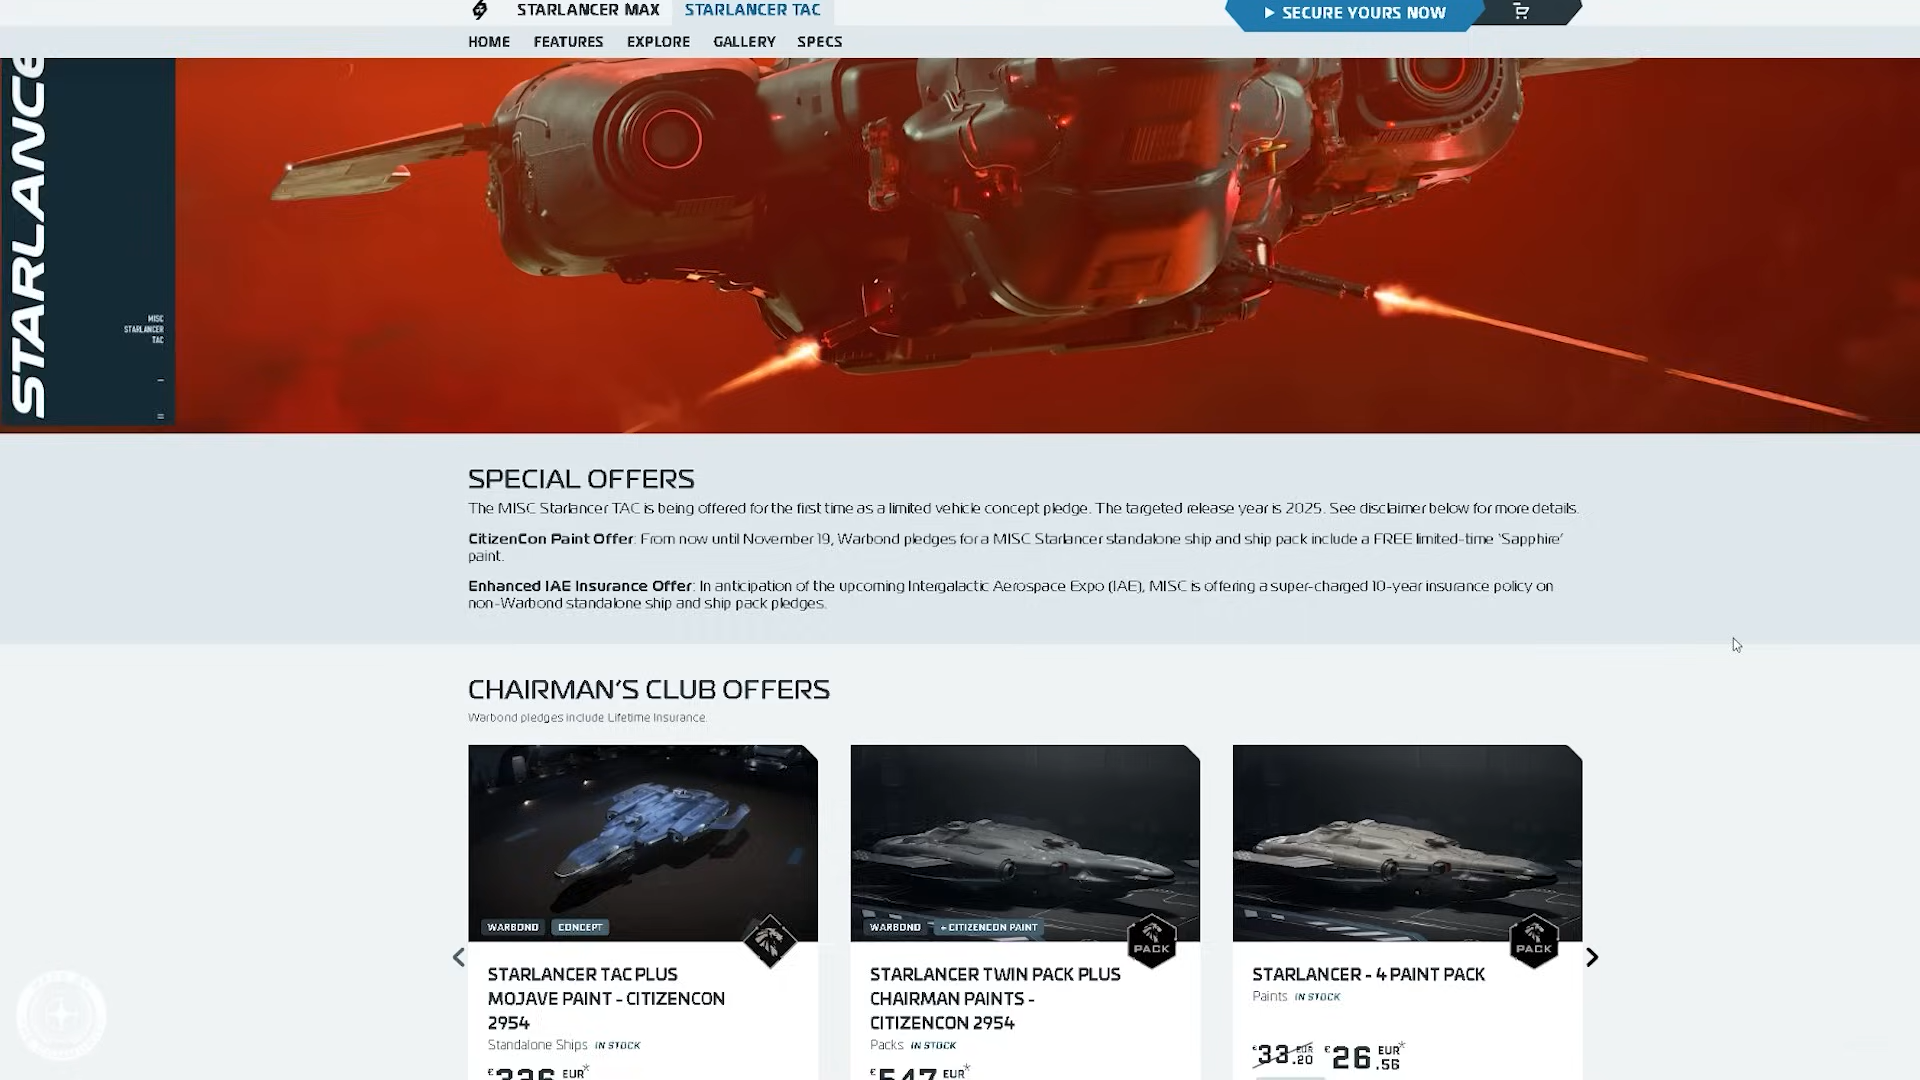 STARLANCER MAX
STARLANCER TAC
SECURE YOURS NOW
HOME
FEATURES
EXPLORE
GALLERY
SPECS
MISC
STARLANCER
TAC
SPECIAL OFFERS
The MISC Starlancer TAC is being offered for the first time as a limited vehicle concept pledge. The targeted release year is 2025. See disclaimer below for more details.
CitizenCon Paint Offer: From now until November 19, Warbond pledges for a MISC Starlancer standalone ship and ship pack include a FREE limited-time 'Sapphire'
paint.
Enhanced IAE Insurance Offer: In anticipation of the upcoming Intergalactic Aerospace Expo (IAE), MISC is offering a super-charged 10-year insurance policy on
non-Warbond standalone ship and ship pack pledges.
CHAIRMAN'S CLUB OFFERS
Warbond pledges include Lifetime Insurance.
WARBOND
CONCEPT
STARLANCER TAC PLUS
MOJAVE PAINT - CITIZENCON
2954
Standalone Ships IN STOCK
€336 EUR*
WARBOND
+ CITIZENCON PAINT
PACK
STARLANCER TWIN PACK PLUS
CHAIRMAN PAINTS -
CITIZENCON 2954
Packs IN STOCK
€547 EUR*
PACK
STARLANCER - 4 PAINT PACK
Paints IN STOCK
€33.20 EUR €26.56 EUR*